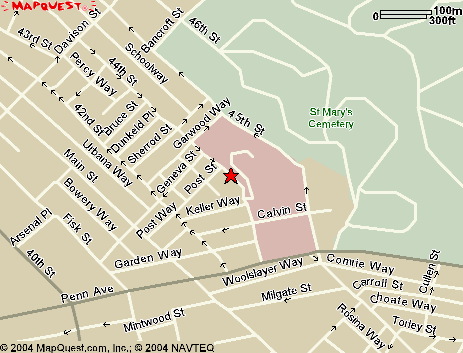 MAPQUEST
100m
0
300ft
46th St
Bancroft St
Davison St
43rd St
Schoolway
44th St
Percy Way
St Mary's
Cemetery
45th St
Garwood Way
Bruce St
42nd St
Dunkeld Pl
Sherrod St
Urbana Way
Main St
Geneva St
Post St
Bowery Way
Keller Way
Calvin St
Post Way
Arsenal Pl
Fisk St
40th St
Garden Way
Woolslayer Way
Comrie Way
Cullen St
Carroll St
Penn Ave
Milgate St
Choate Way
Rosina Way
Torley St
Mintwood St
© 2004 MapQuest.com, Inc.; © 2004 NAVTEQ